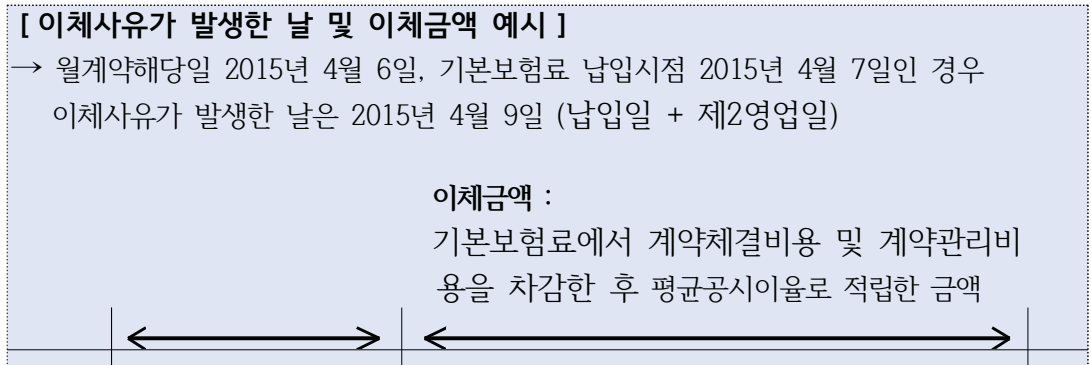 [ 이체사유가 발생한 날 및 이체금액 예시 ]
→ 월계약해당일 2015년 4월 6일, 기본보험료 납입시점 2015년 4월 7일인 경우
이체사유가 발생한 날은 2015년 4월 9일 (납입일 + 제2영업일)
이체금액 :
기본보험료에서 계약체결비용 및 계약관리비
용을 차감한 후 평균공시이율로 적립한 금액